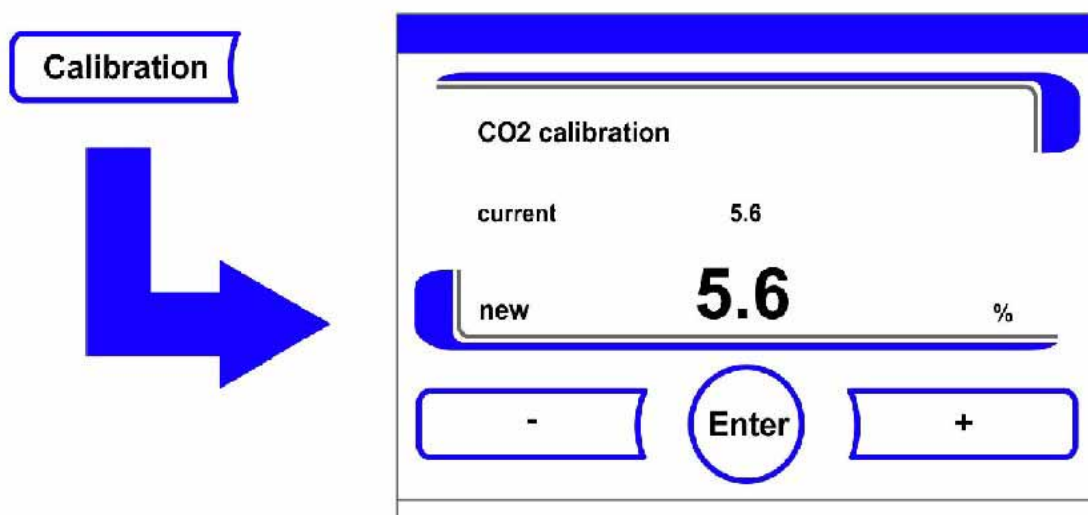 Calibration
CO2 calibration
current 5.6
new 5.6 %
- Enter +